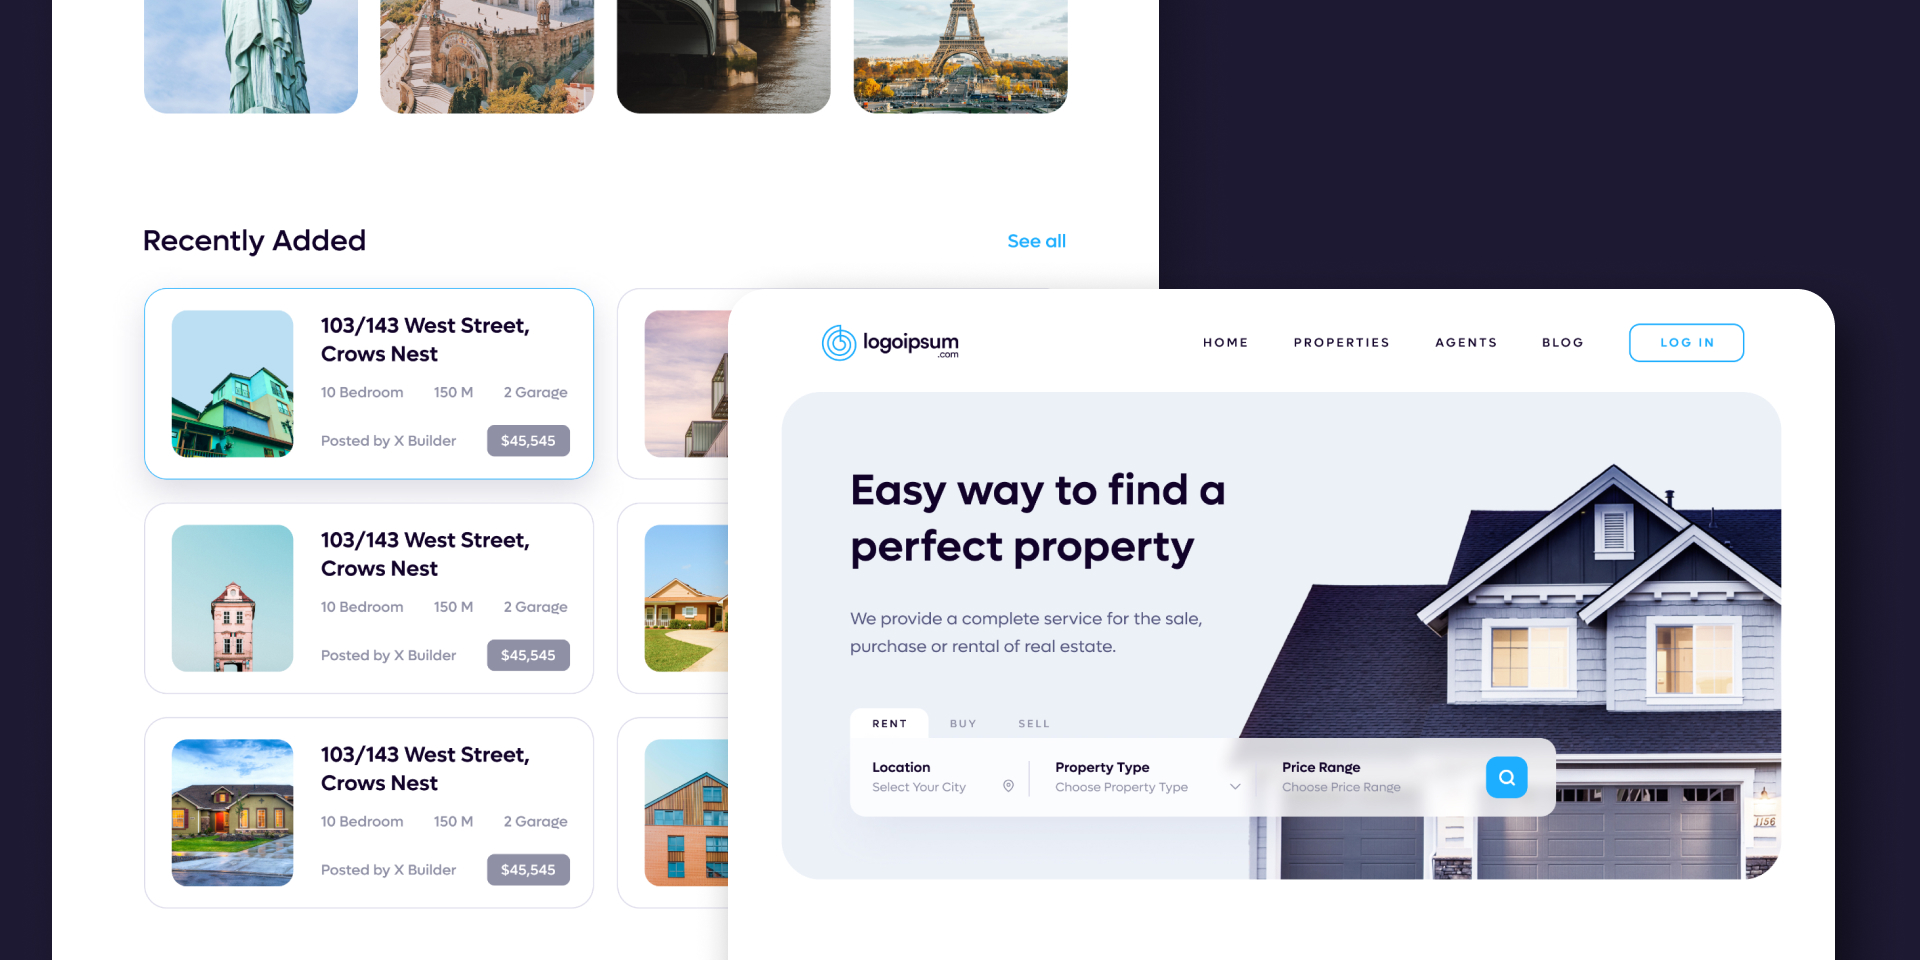 Recently Added
See all
103/143 West Street,
Crows Nest
10 Bedroom 150 M 2 Garage
Posted by X Builder $45,545
103/143 West Street,
Crows Nest
10 Bedroom 150 M 2 Garage
Posted by X Builder $45,545
103/143 West Street,
Crows Nest
10 Bedroom 150 M 2 Garage
Posted by X Builder $45,545
logoipsum
.com
HOME PROPERTIES AGENTS BLOG LOG IN
Easy way to find a
perfect property
We provide a complete service for the sale,
purchase or rental of real estate.
RENT BUY SELL
Location Property Type Price Range
Select Your City Choose Property Type Choose Price Range
1156